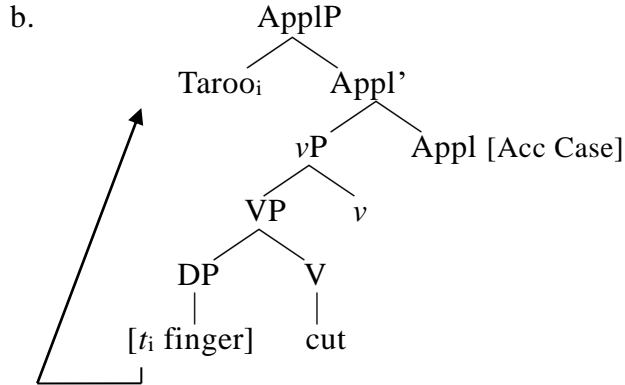 b. ApplP
Tarooi Appl’
vP Appl [Acc Case]
VP v
DP V
[ti finger] cut